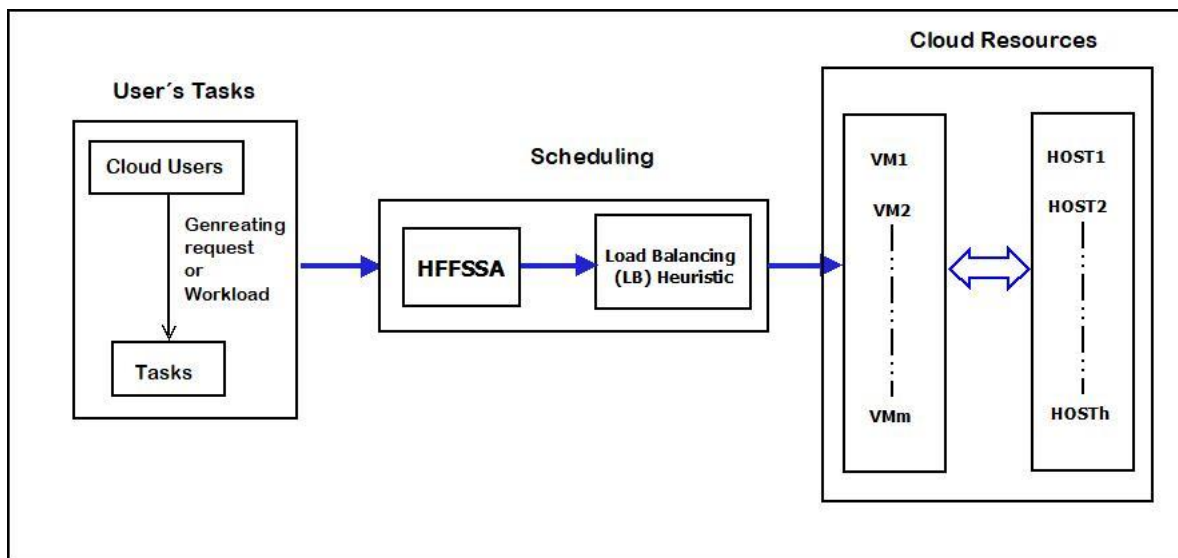 User´s Tasks
Cloud Users
Genreating
request
or
Workload
Tasks
Scheduling
HFFSSA
Load Balancing
(LB) Heuristic
Cloud Resources
VM1
VM2
VMm
HOST1
HOST2
HOSTh